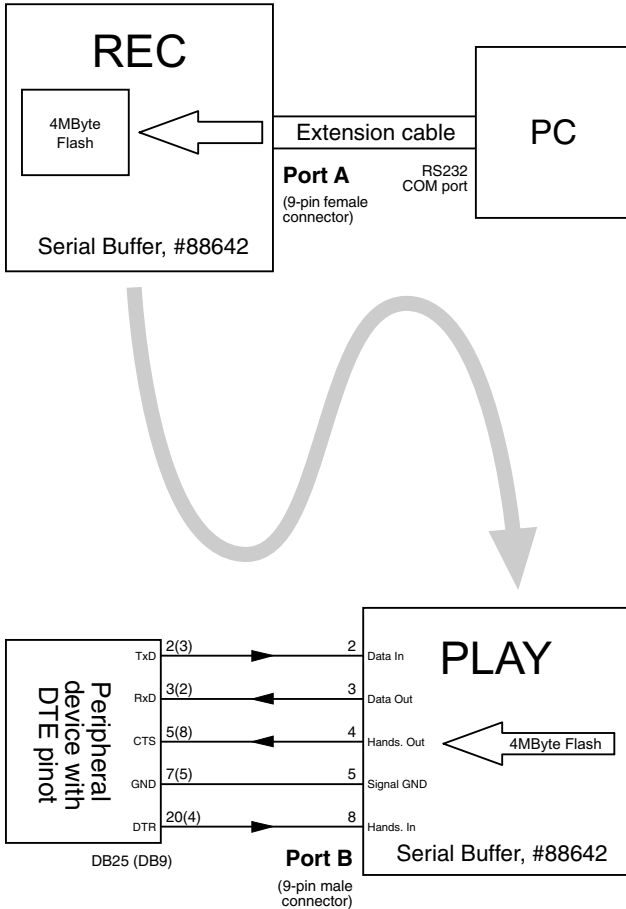 REC
4MByte
Flash
Extension cable
PC
Port A
(9-pin female
connector)
RS232
COM port
Serial Buffer, #88642
Peripheral
device with
DTE pinot
TxD 2(3) 2 Data In
RxD 3(2) 3 Data Out
CTS 5(8) 4 Hands. Out
GND 7(5) 5 Signal GND
DTR 20(4) 8 Hands. In
DB25 (DB9)
PLAY
4MByte Flash
Serial Buffer, #88642
Port B
(9-pin male
connector)